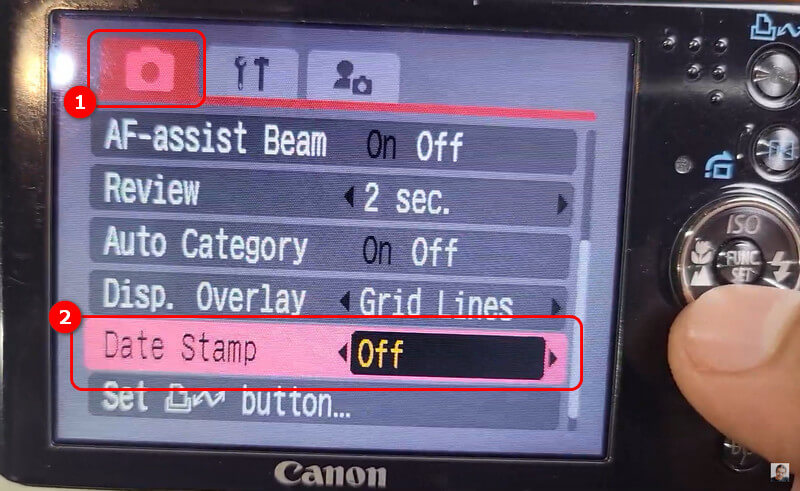 1
AF-assist Beam On Off
Review 2 sec.
Auto Category On Off
Disp. Overlay Grid Lines
2
Date Stamp Off
Set button...
Canon
ISO
FUNC.
SET